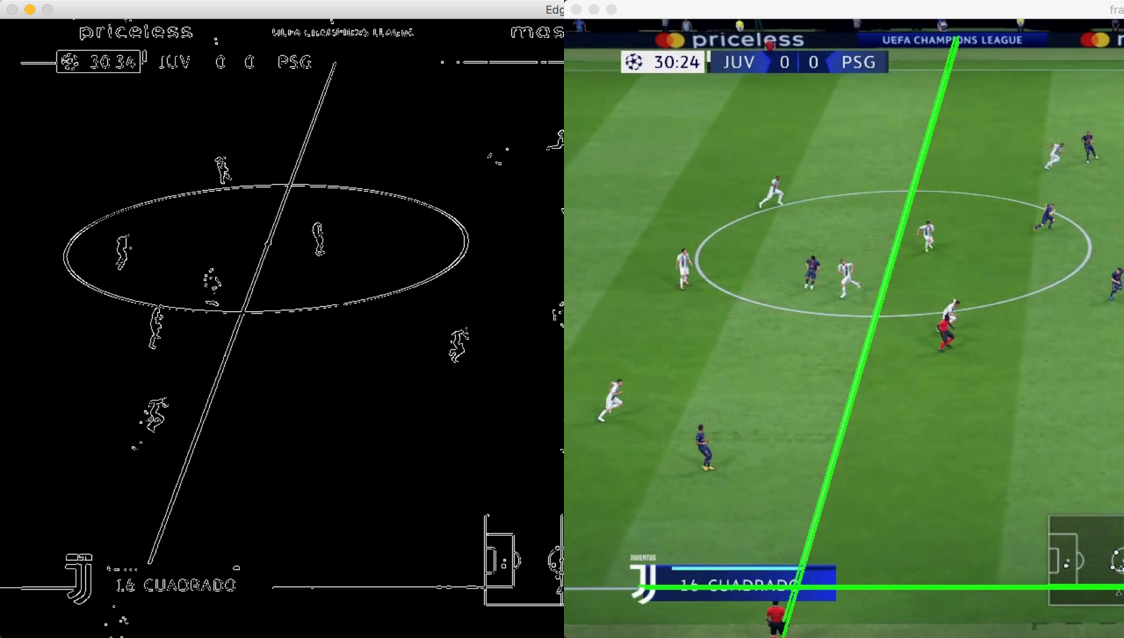 Edg
priceless
UEFA CHAMPIONS LEAGUE
mas
30:34 JUV 0 0 PSG
16 CUADRADO
fra
priceless
UEFA CHAMPIONS LEAGUE
30:24 JUV 0 0 PSG
JUVENTUS
16 CUADRADO